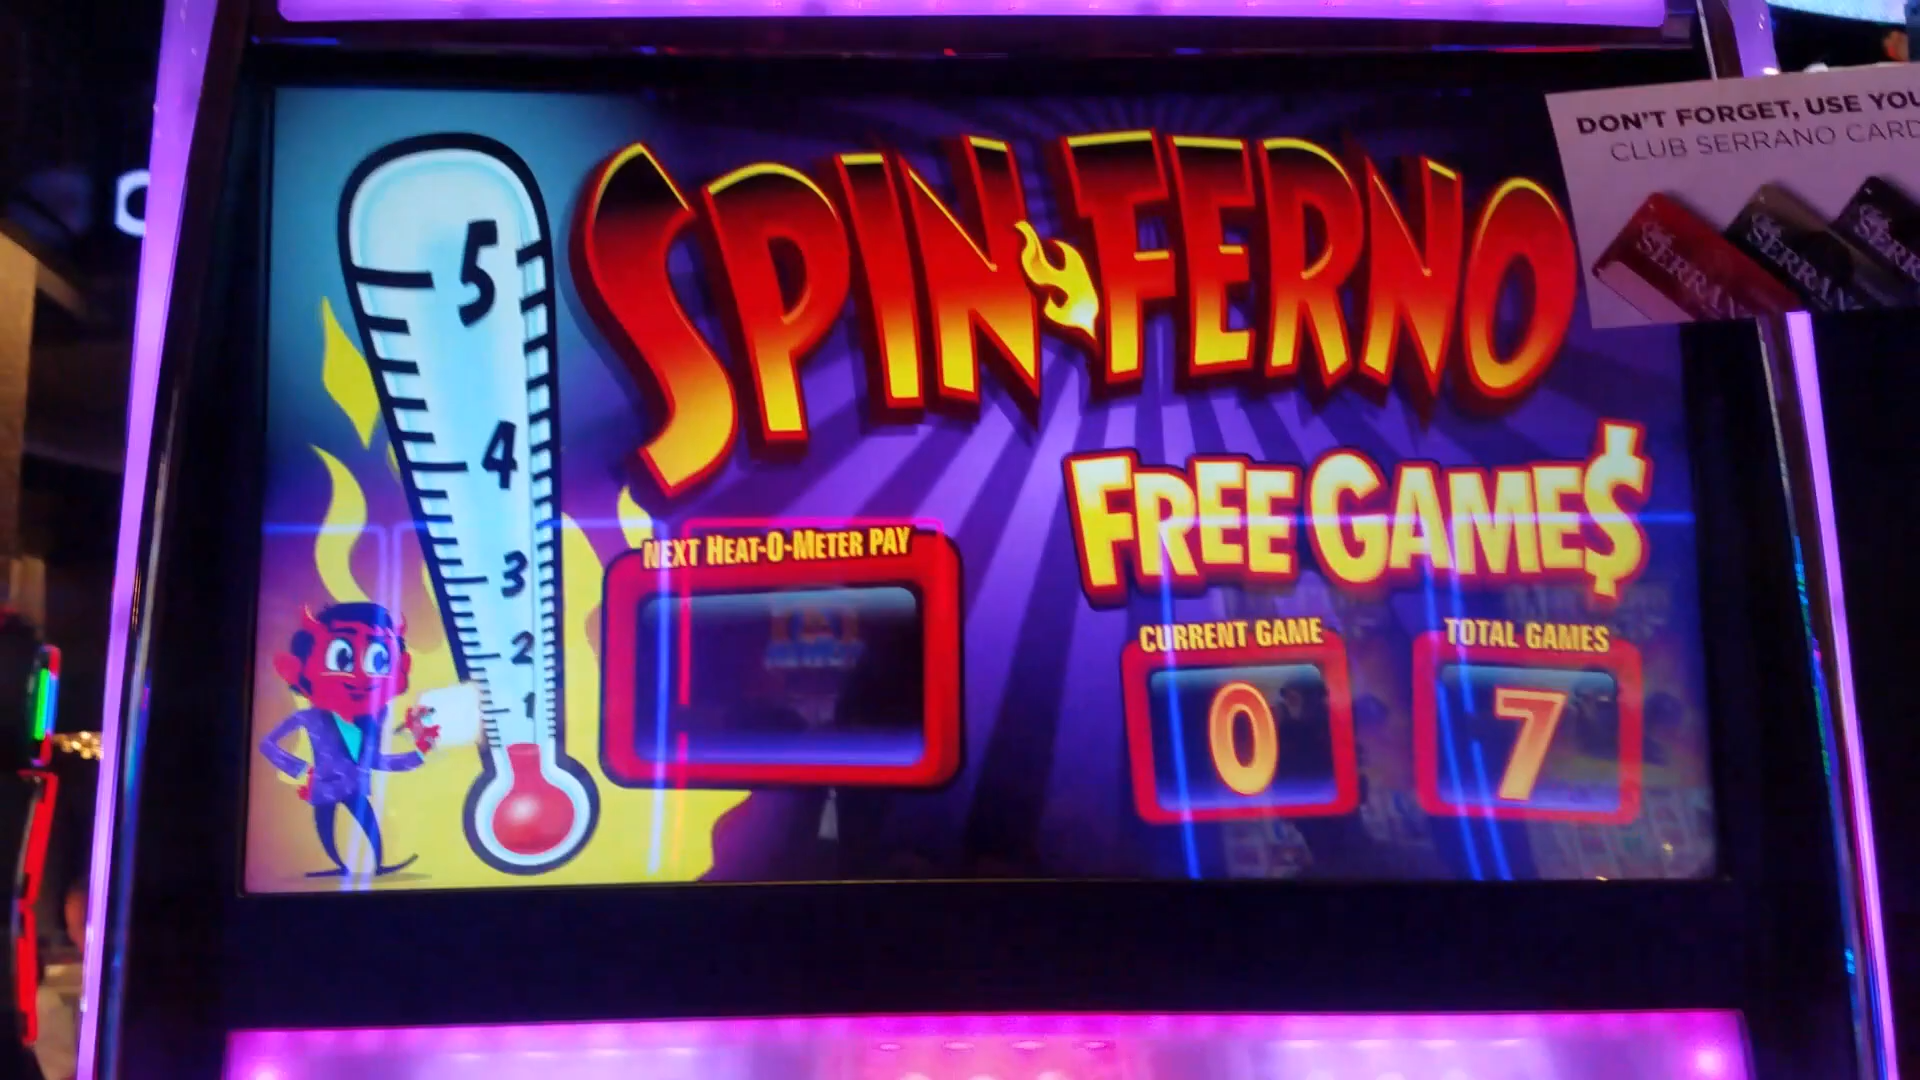 DON'T FORGET, USE YOU
CLUB SERRANO CARD
SERRANO
SPIN FERNO
FREE GAME$
5
4
3
2
1
NEXT HEAT-O-METER PAY
CURRENT GAME
TOTAL GAMES
0
7